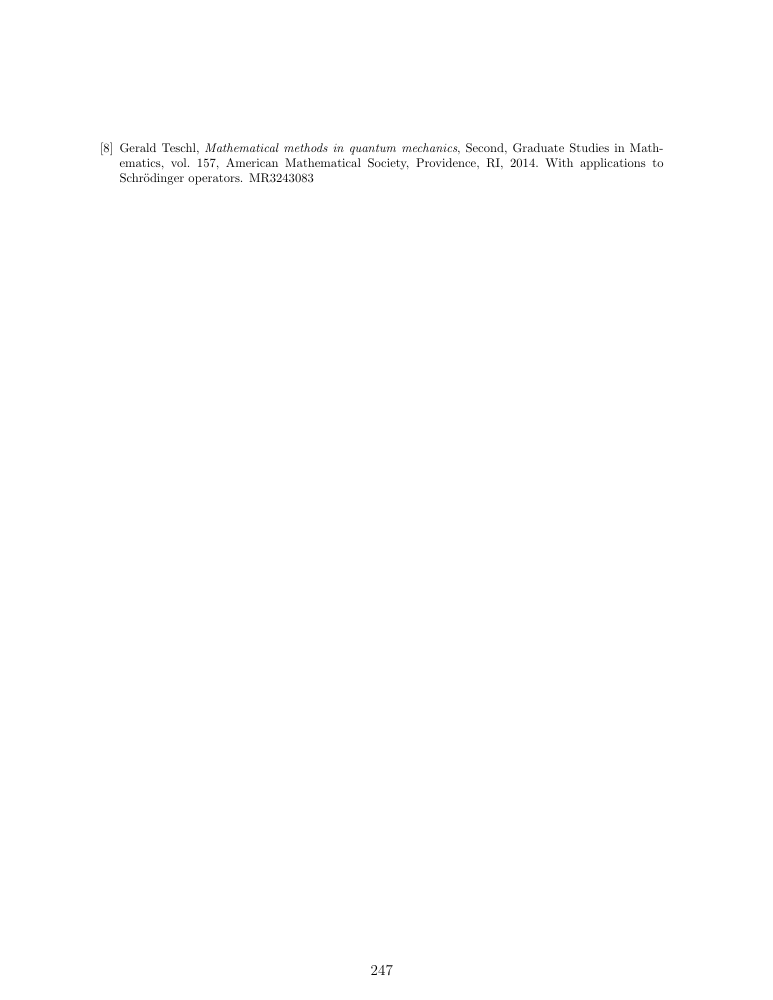 [8] Gerald Teschl, Mathematical methods in quantum mechanics, Second, Graduate Studies in Math-
ematics, vol. 157, American Mathematical Society, Providence, RI, 2014. With applications to
Schrödinger operators. MR3243083
247